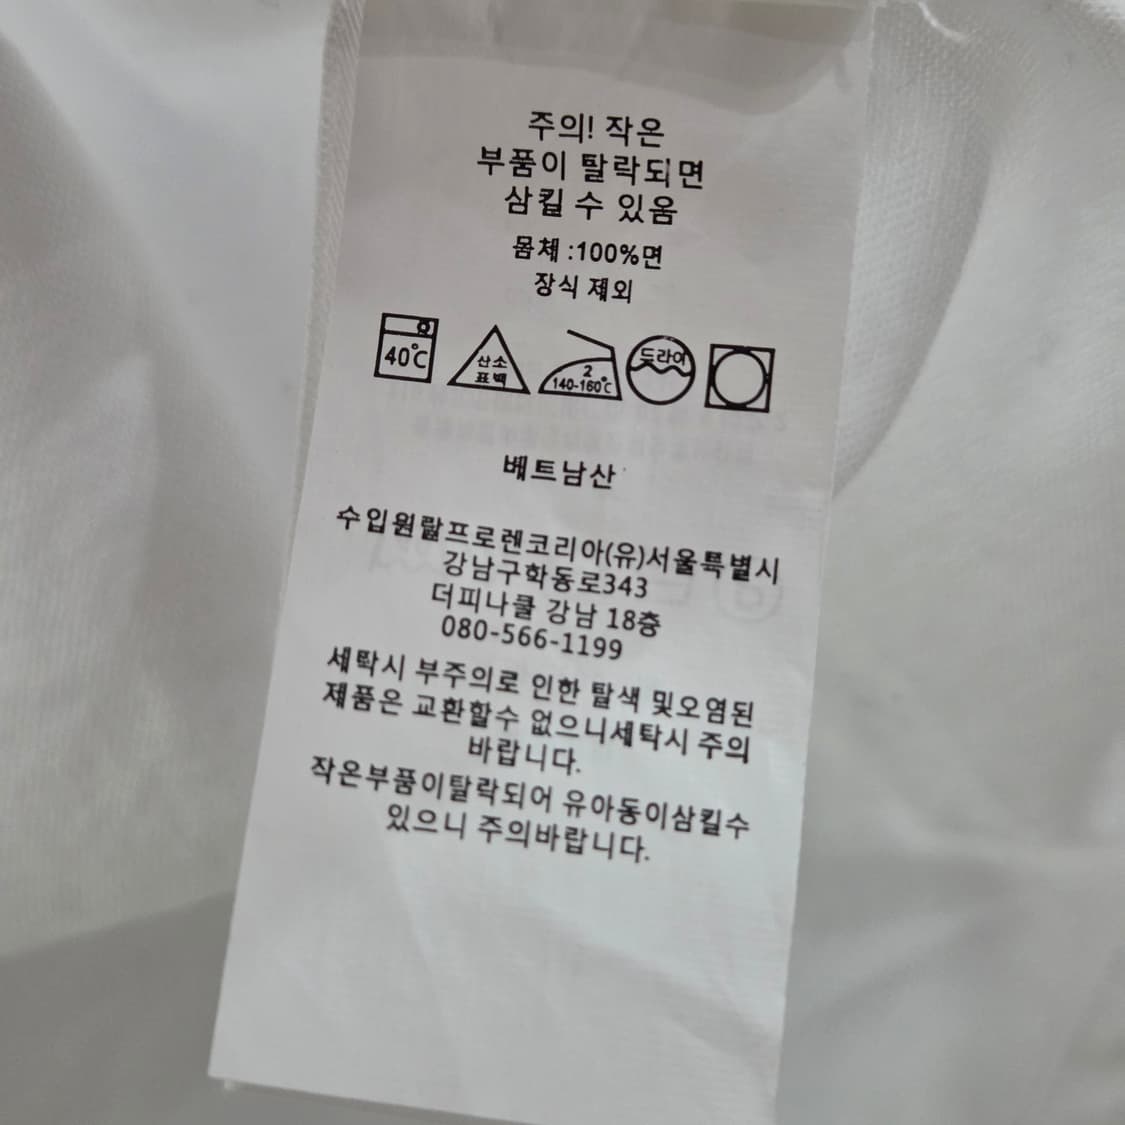 주의! 작은
부품이 탈락되면
삼킬 수 있음
몸체 :100%면
장식 제외
40℃
산소
표백
2
140-160℃
드라이
베트남산
수입원랄프로렌코리아(유)서울특별시
강남구학동로343
더피나클 강남 18층
080-566-1199
세탁시 부주의로 인한 탈색 및오염된
제품은 교환할수 없으니세탁시 주의
바랍니다.
작은부품이탈락되어 유아동이삼킬수
있으니 주의바랍니다.